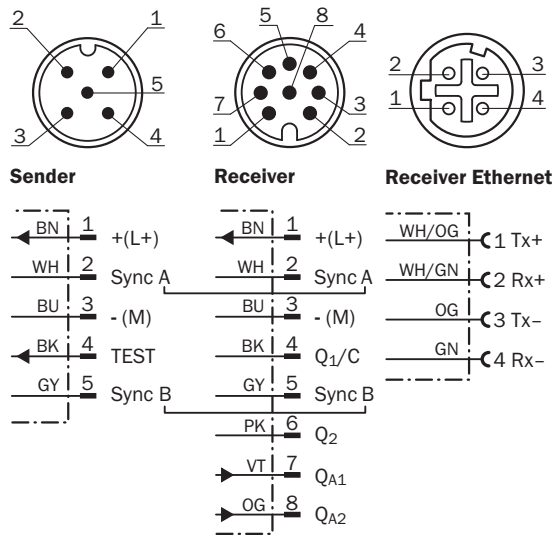 2 1
5
3 4
Sender
5 8
6 4
7 3
1 2
Receiver
2 3
1 4
Receiver Ethernet
BN 1 +(L+)
WH 2 Sync A
BU 3 - (M)
BK 4 TEST
GY 5 Sync B
BN 1 +(L+)
WH 2 Sync A
BU 3 - (M)
BK 4 Q1/C
GY 5 Sync B
PK 6 Q2
VT 7 QA1
OG 8 QA2
WH/OG 1 Tx+
WH/GN 2 Rx+
OG 3 Tx–
GN 4 Rx–